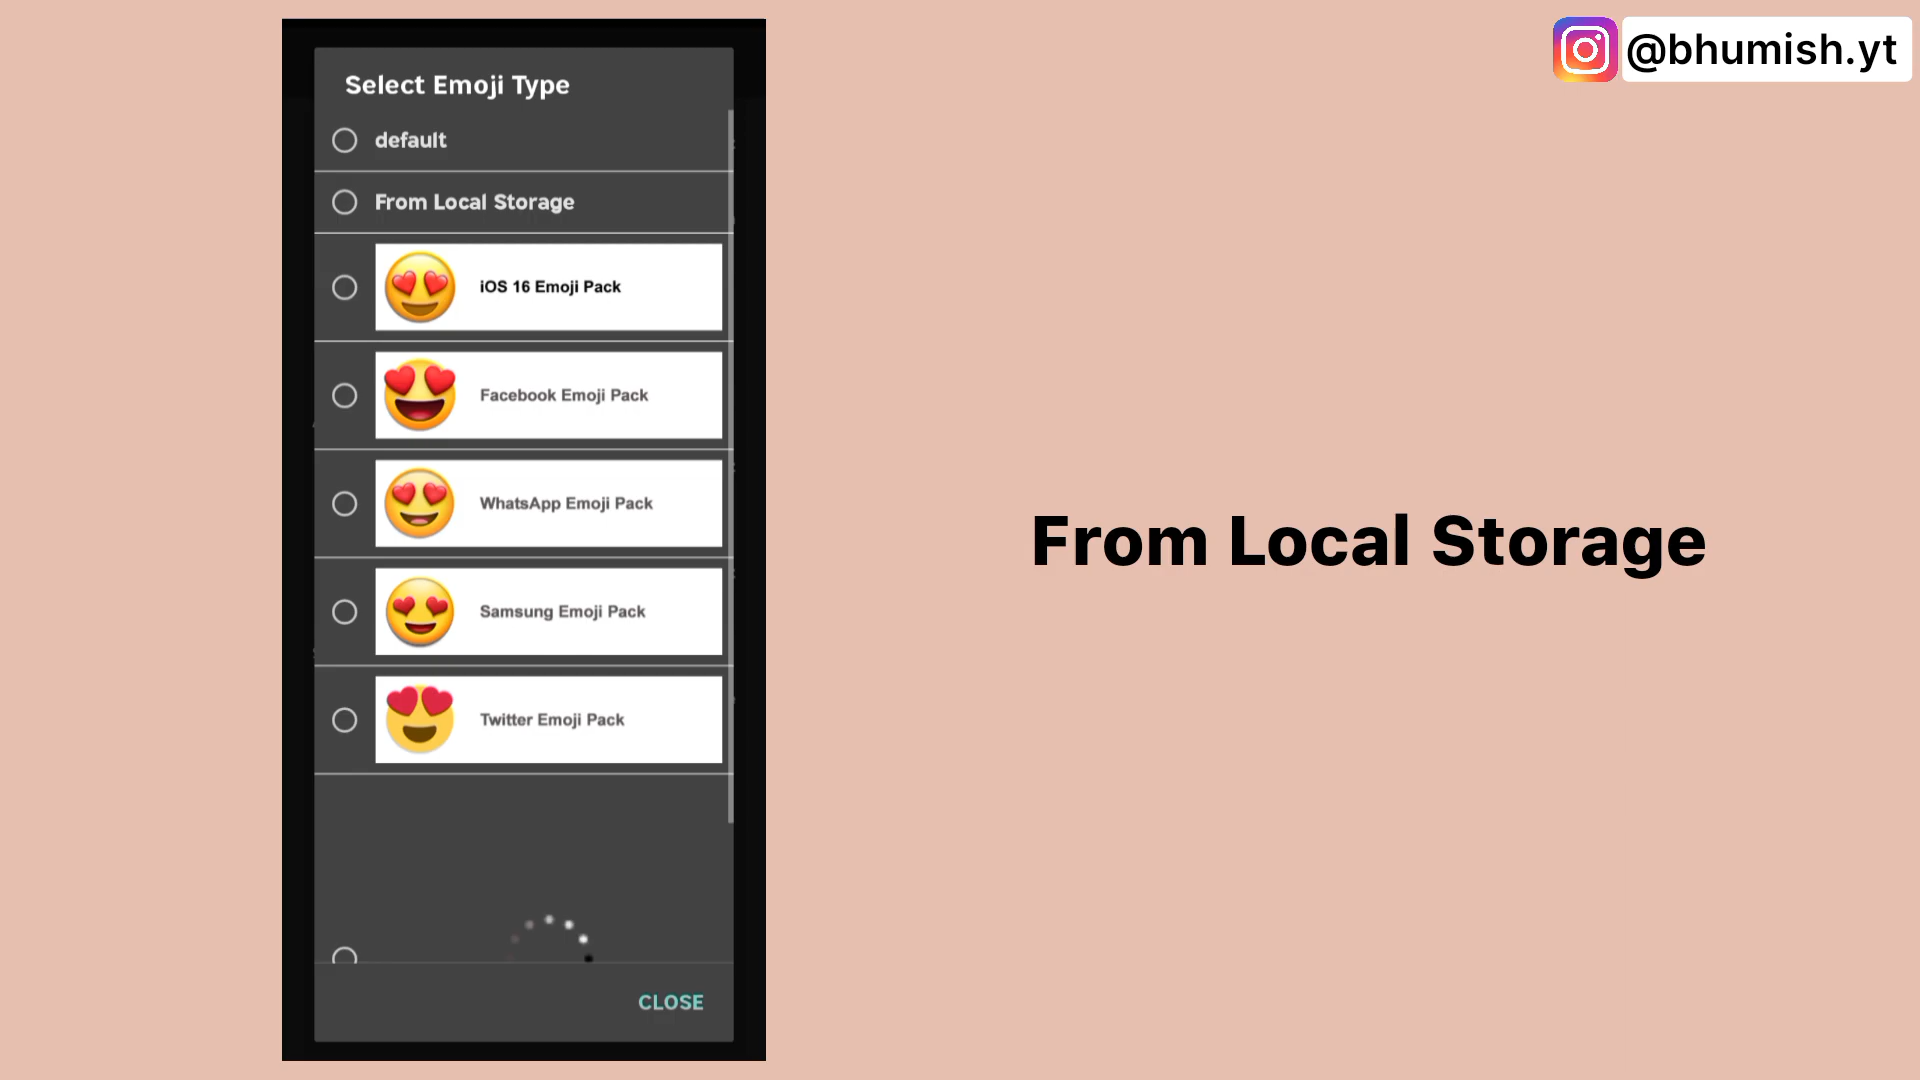 @bhumish.yt
Select Emoji Type
default
From Local Storage
iOS 16 Emoji Pack
Facebook Emoji Pack
WhatsApp Emoji Pack
Samsung Emoji Pack
Twitter Emoji Pack
CLOSE
From Local Storage